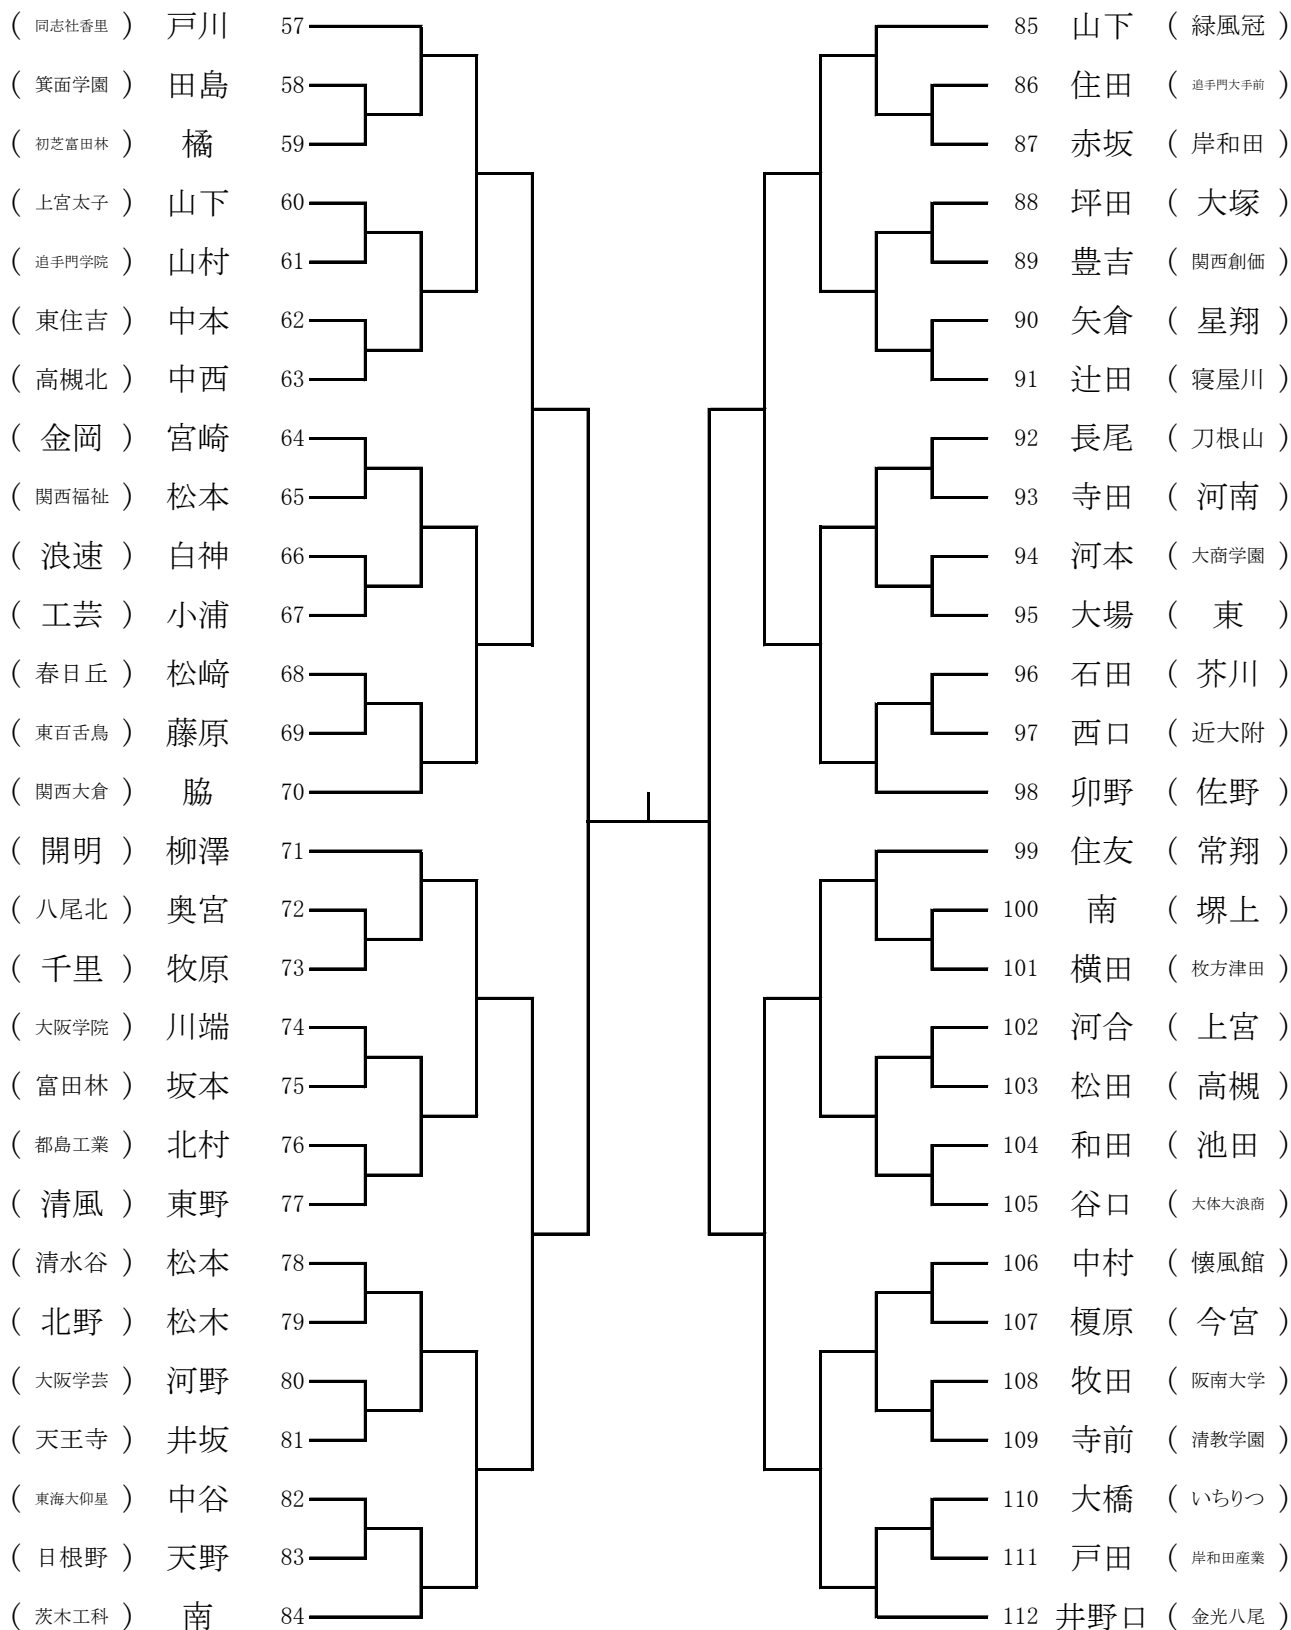 ( 同志社香里 ) 戸川 57
( 箕面学園 ) 田島 58
( 初芝富田林 ) 橘 59
( 上宮太子 ) 山下 60
( 追手門学院 ) 山村 61
( 東住吉 ) 中本 62
( 高槻北 ) 中西 63
( 金岡 ) 宮崎 64
( 関西福祉 ) 松本 65
( 浪速 ) 白神 66
( 工芸 ) 小浦 67
( 春日丘 ) 松﨑 68
( 東百舌鳥 ) 藤原 69
( 関西大倉 ) 脇 70
( 開明 ) 柳澤 71
( 八尾北 ) 奥宮 72
( 千里 ) 牧原 73
( 大阪学院 ) 川端 74
( 富田林 ) 坂本 75
( 都島工業 ) 北村 76
( 清風 ) 東野 77
( 清水谷 ) 松本 78
( 北野 ) 松木 79
( 大阪学芸 ) 河野 80
( 天王寺 ) 井坂 81
( 東海大仰星 ) 中谷 82
( 日根野 ) 天野 83
( 茨木工科 ) 南 84
85 山下 ( 緑風冠 )
86 住田 ( 追手門大手前 )
87 赤坂 ( 岸和田 )
88 坪田 ( 大塚 )
89 豊吉 ( 関西創価 )
90 矢倉 ( 星翔 )
91 辻田 ( 寝屋川 )
92 長尾 ( 刀根山 )
93 寺田 ( 河南 )
94 河本 ( 大商学園 )
95 大場 ( 東 )
96 石田 ( 芥川 )
97 西口 ( 近大附 )
98 卯野 ( 佐野 )
99 住友 ( 常翔 )
100 南 ( 堺上 )
101 横田 ( 枚方津田 )
102 河合 ( 上宮 )
103 松田 ( 高槻 )
104 和田 ( 池田 )
105 谷口 ( 大体大浪商 )
106 中村 ( 懐風館 )
107 榎原 ( 今宮 )
108 牧田 ( 阪南大学 )
109 寺前 ( 清教学園 )
110 大橋 ( いちりつ )
111 戸田 ( 岸和田産業 )
112 井野口 ( 金光八尾 )